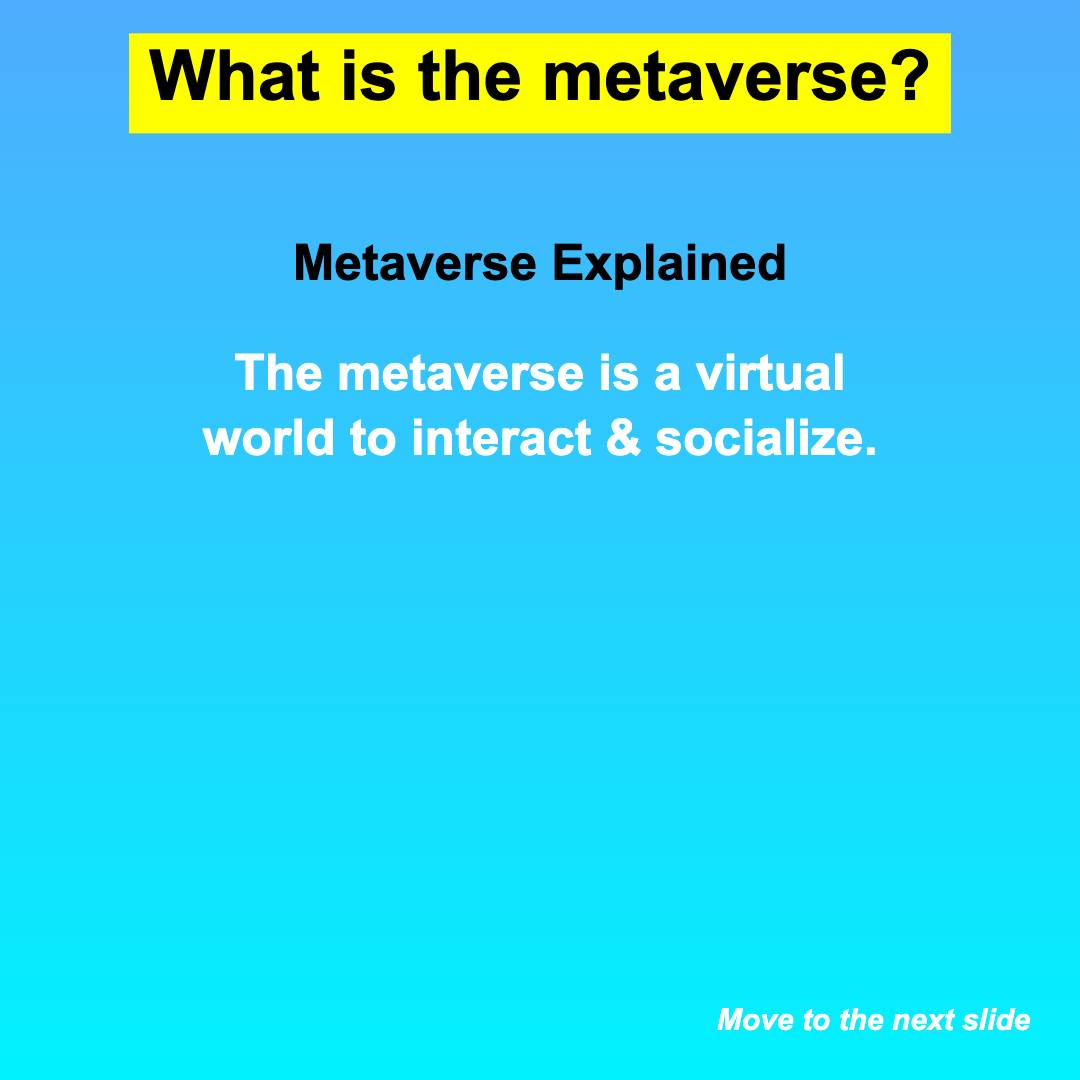 What is the metaverse?
Metaverse Explained
The metaverse is a virtual
world to interact & socialize.
Move to the next slide